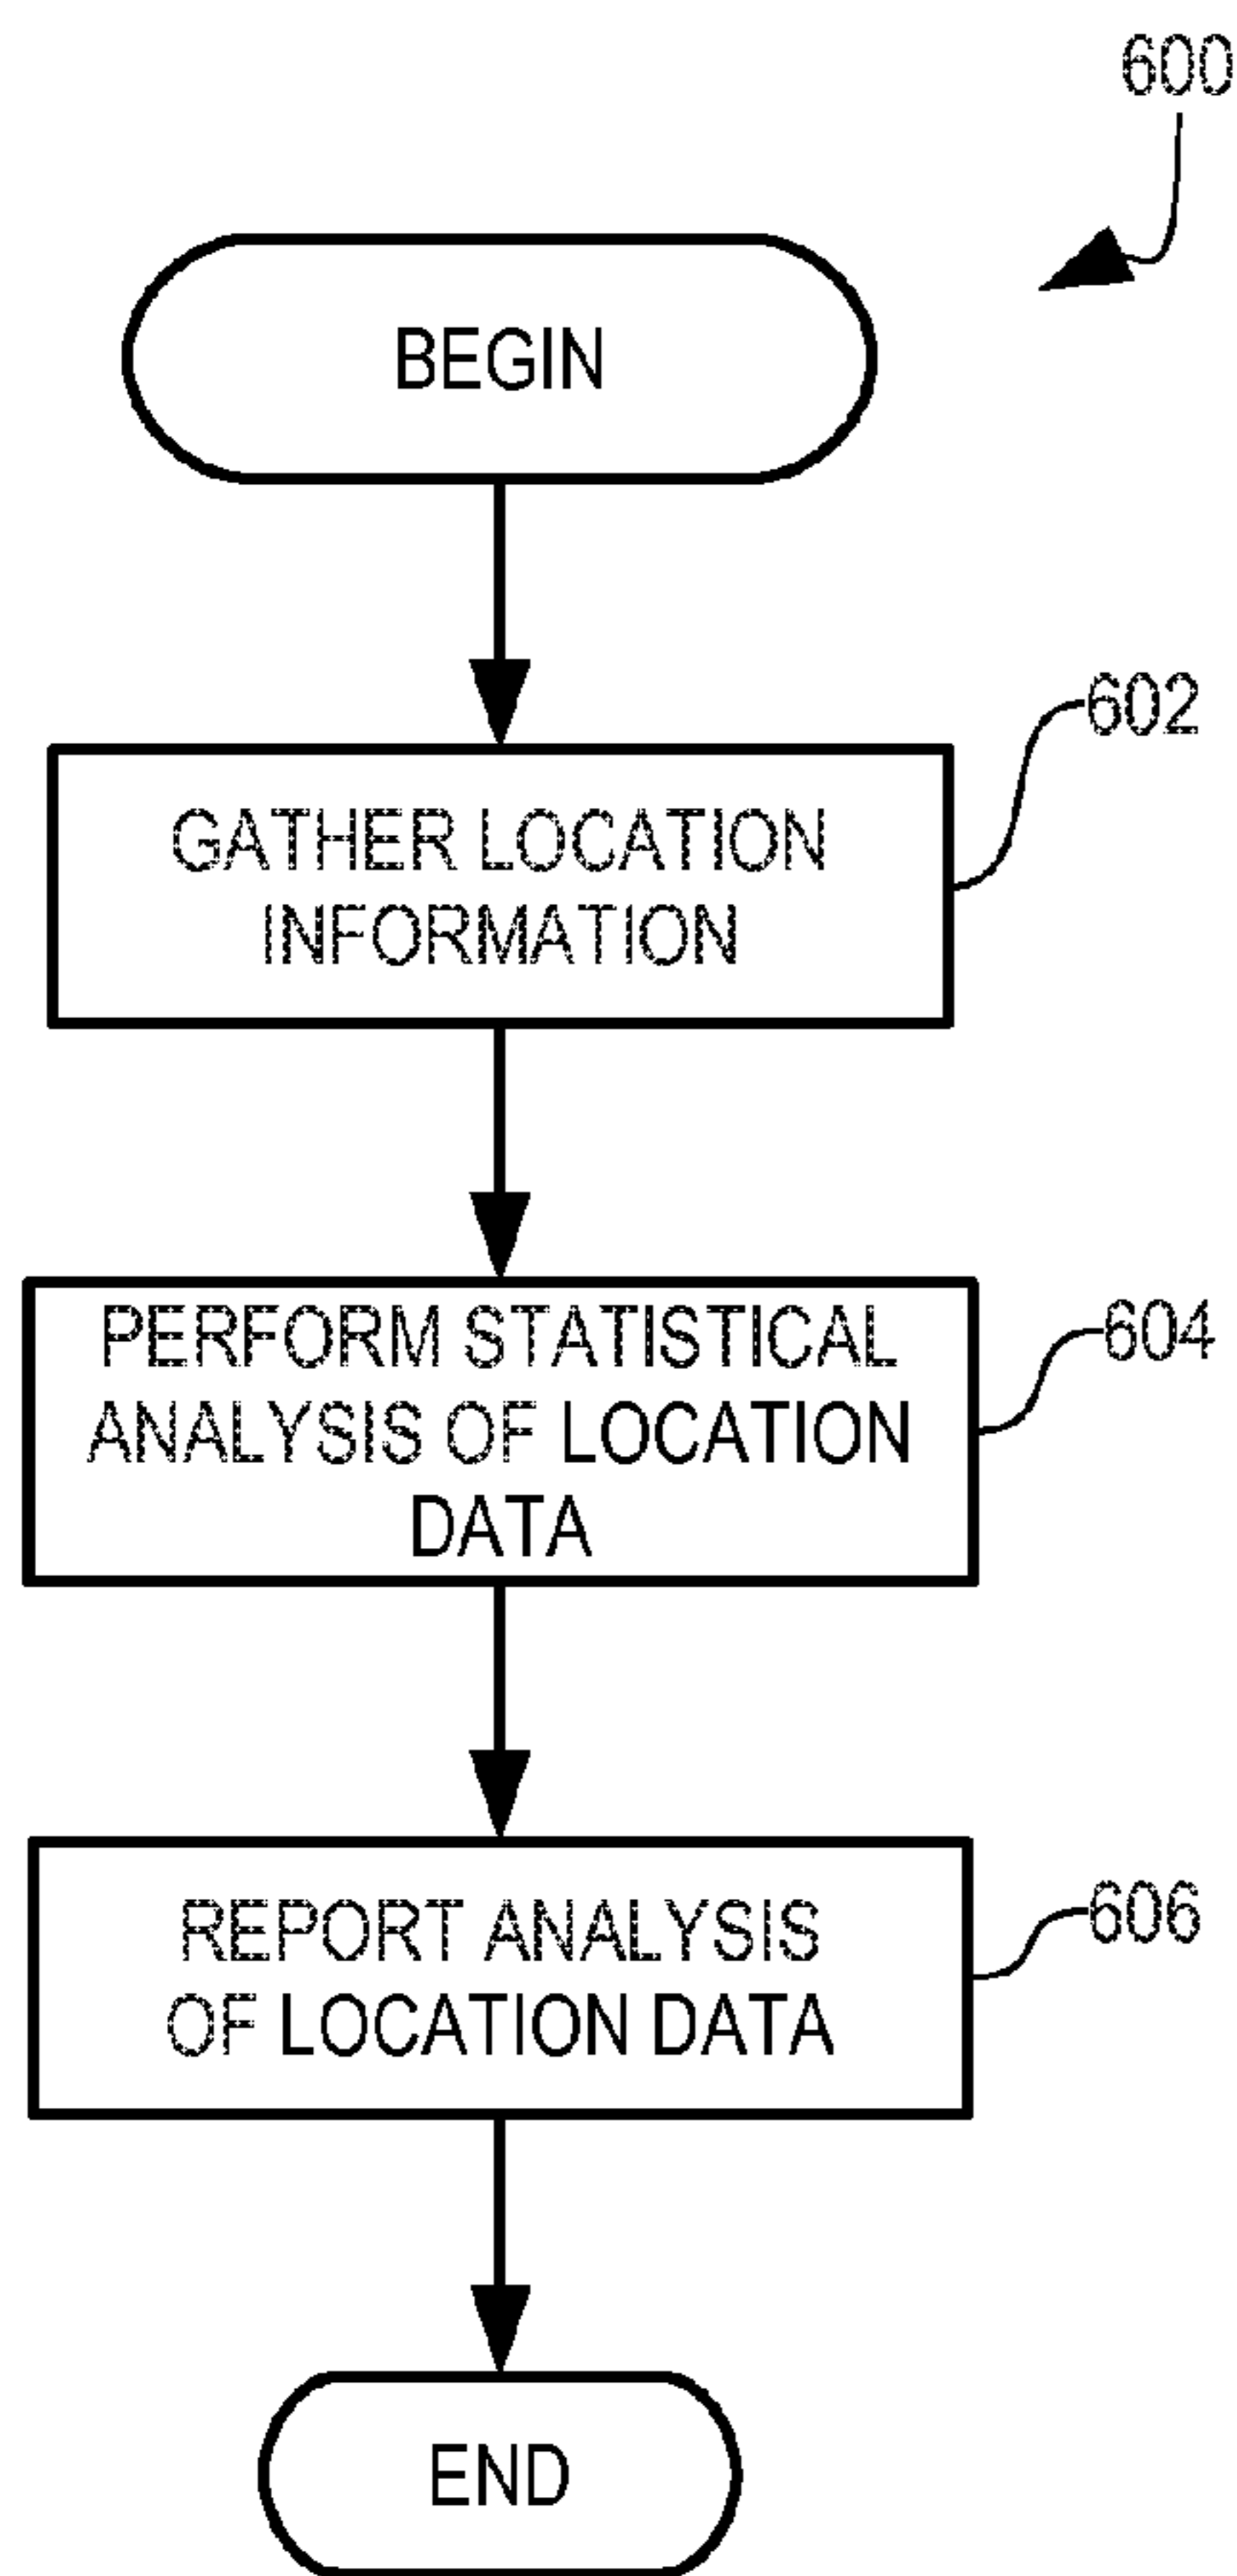 600
BEGIN
602
GATHER LOCATION
INFORMATION
604
PERFORM STATISTICAL
ANALYSIS OF LOCATION
DATA
606
REPORT ANALYSIS
OF LOCATION DATA
END